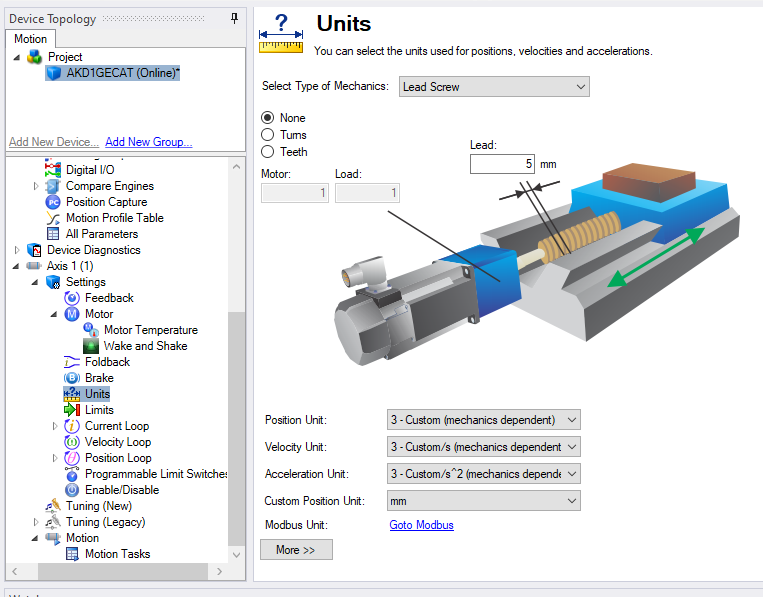 Device Topology
Motion
Project
AKD1GECAT (Online)*
Add New Device... Add New Group...
Digital I/O
Compare Engines
Position Capture
Motion Profile Table
All Parameters
Device Diagnostics
Axis 1 (1)
Settings
Feedback
Motor
Motor Temperature
Wake and Shake
Foldback
Brake
Units
Limits
Current Loop
Velocity Loop
Position Loop
Programmable Limit Switches
Enable/Disable
Tuning (New)
Tuning (Legacy)
Motion
Motion Tasks
?
Units
You can select the units used for positions, velocities and accelerations.
Select Type of Mechanics: Lead Screw
None
Turns
Teeth
Motor: Load:
1 1
Lead:
5 mm
Position Unit: 3 - Custom (mechanics dependent)
Velocity Unit: 3 - Custom/s (mechanics dependent
Acceleration Unit: 3 - Custom/s^2 (mechanics depende
Custom Position Unit: mm
Modbus Unit: Goto Modbus
More >>